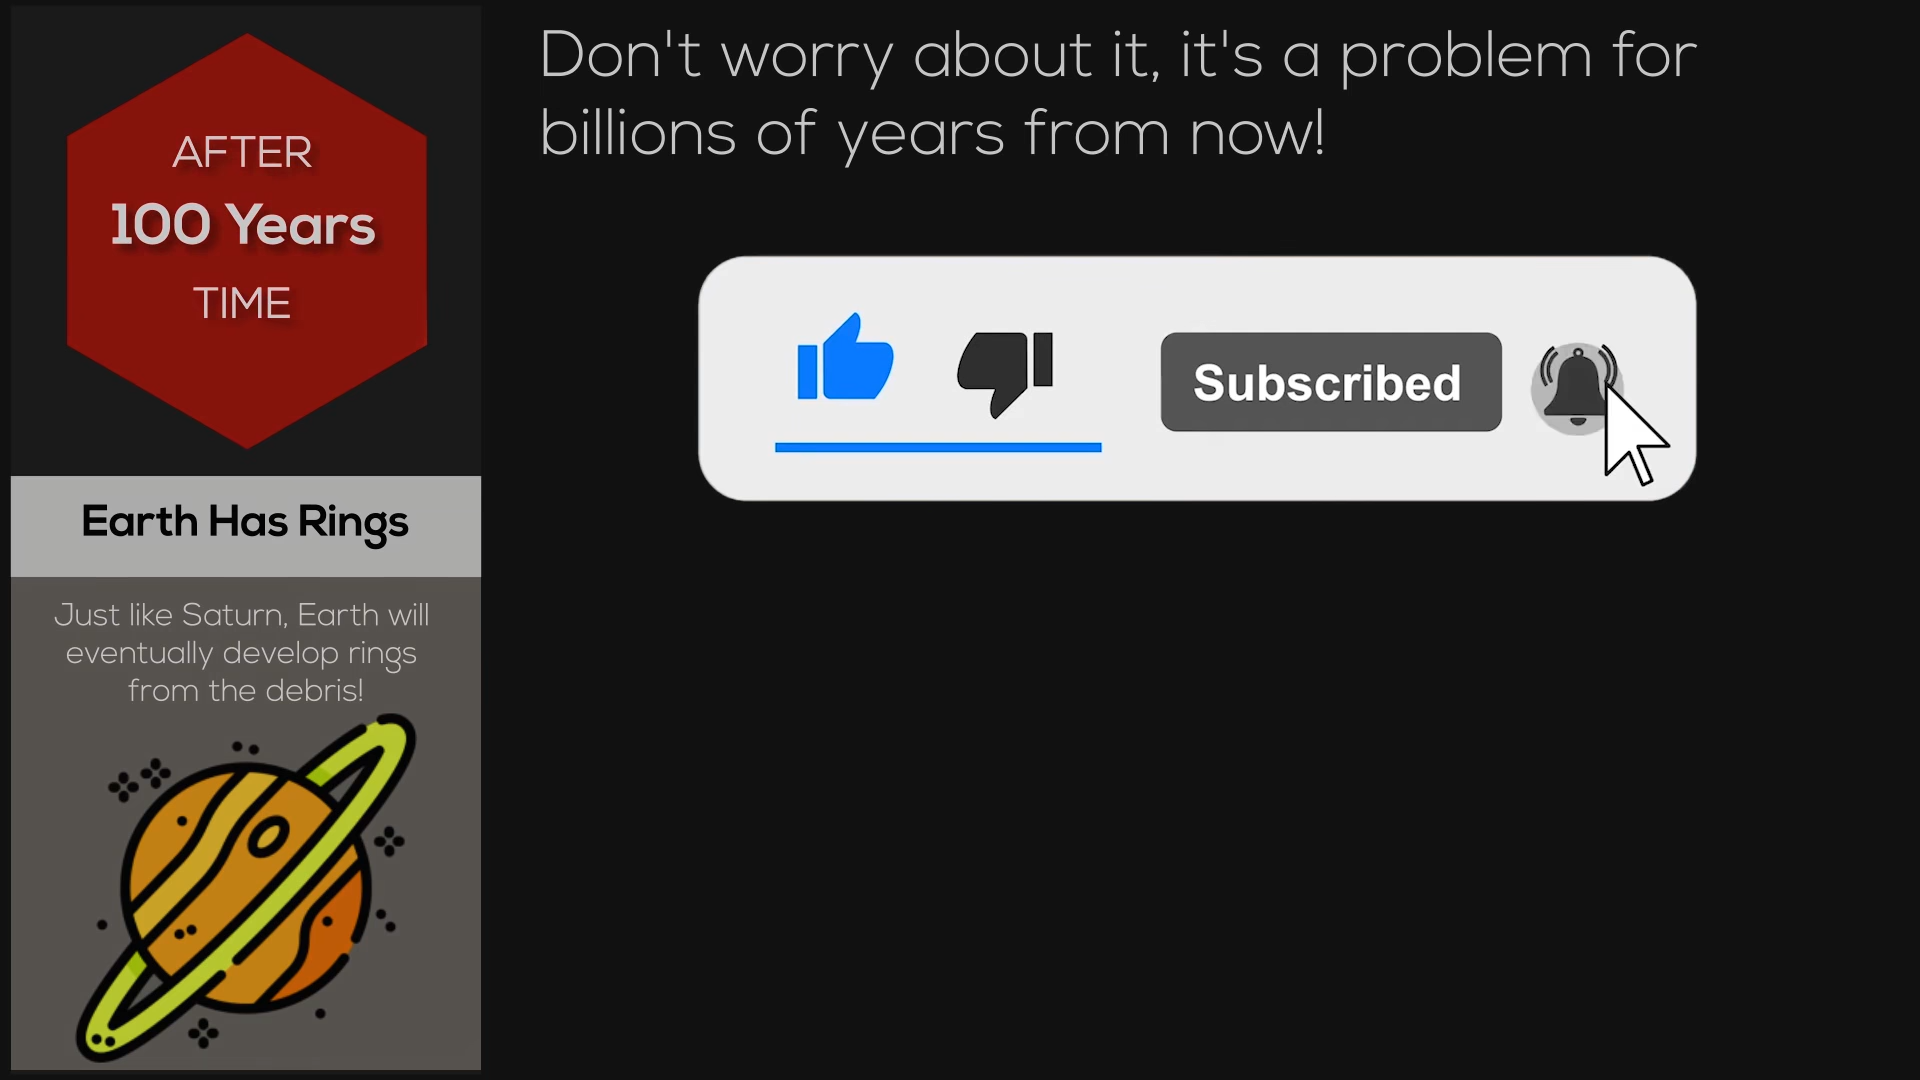 AFTER
100 Years
TIME
Earth Has Rings
Just like Saturn, Earth will
eventually develop rings
from the debris!
Don't worry about it, it's a problem for
billions of years from now!
Subscribed